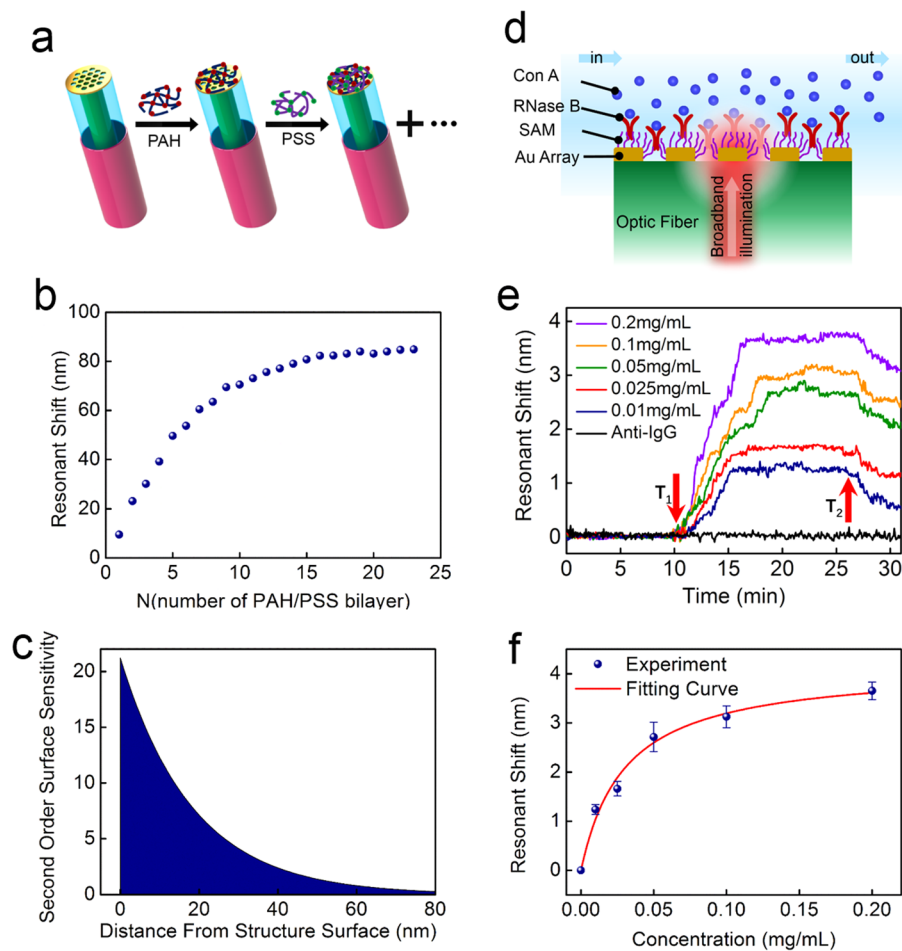 a
PAH
PSS
+ ...
b
Resonant Shift (nm)
100
80
60
40
20
0
0 5 10 15 20 25
N(number of PAH/PSS bilayer)
c
Second Order Surface Sensitivity
20
15
10
5
0
0 20 40 60 80
Distance From Structure Surface (nm)
d
in out
Con A
RNase B
SAM
Au Array
Optic Fiber
Broadband
illumination
e
Resonant Shift (nm)
4
3
2
1
0
0.2mg/mL
0.1mg/mL
0.05mg/mL
0.025mg/mL
0.01mg/mL
Anti-IgG
T1
T2
0 5 10 15 20 25 30
Time (min)
f
Resonant Shift (nm)
4
3
2
1
0
Experiment
Fitting Curve
0.00 0.05 0.10 0.15 0.20
Concentration (mg/mL)